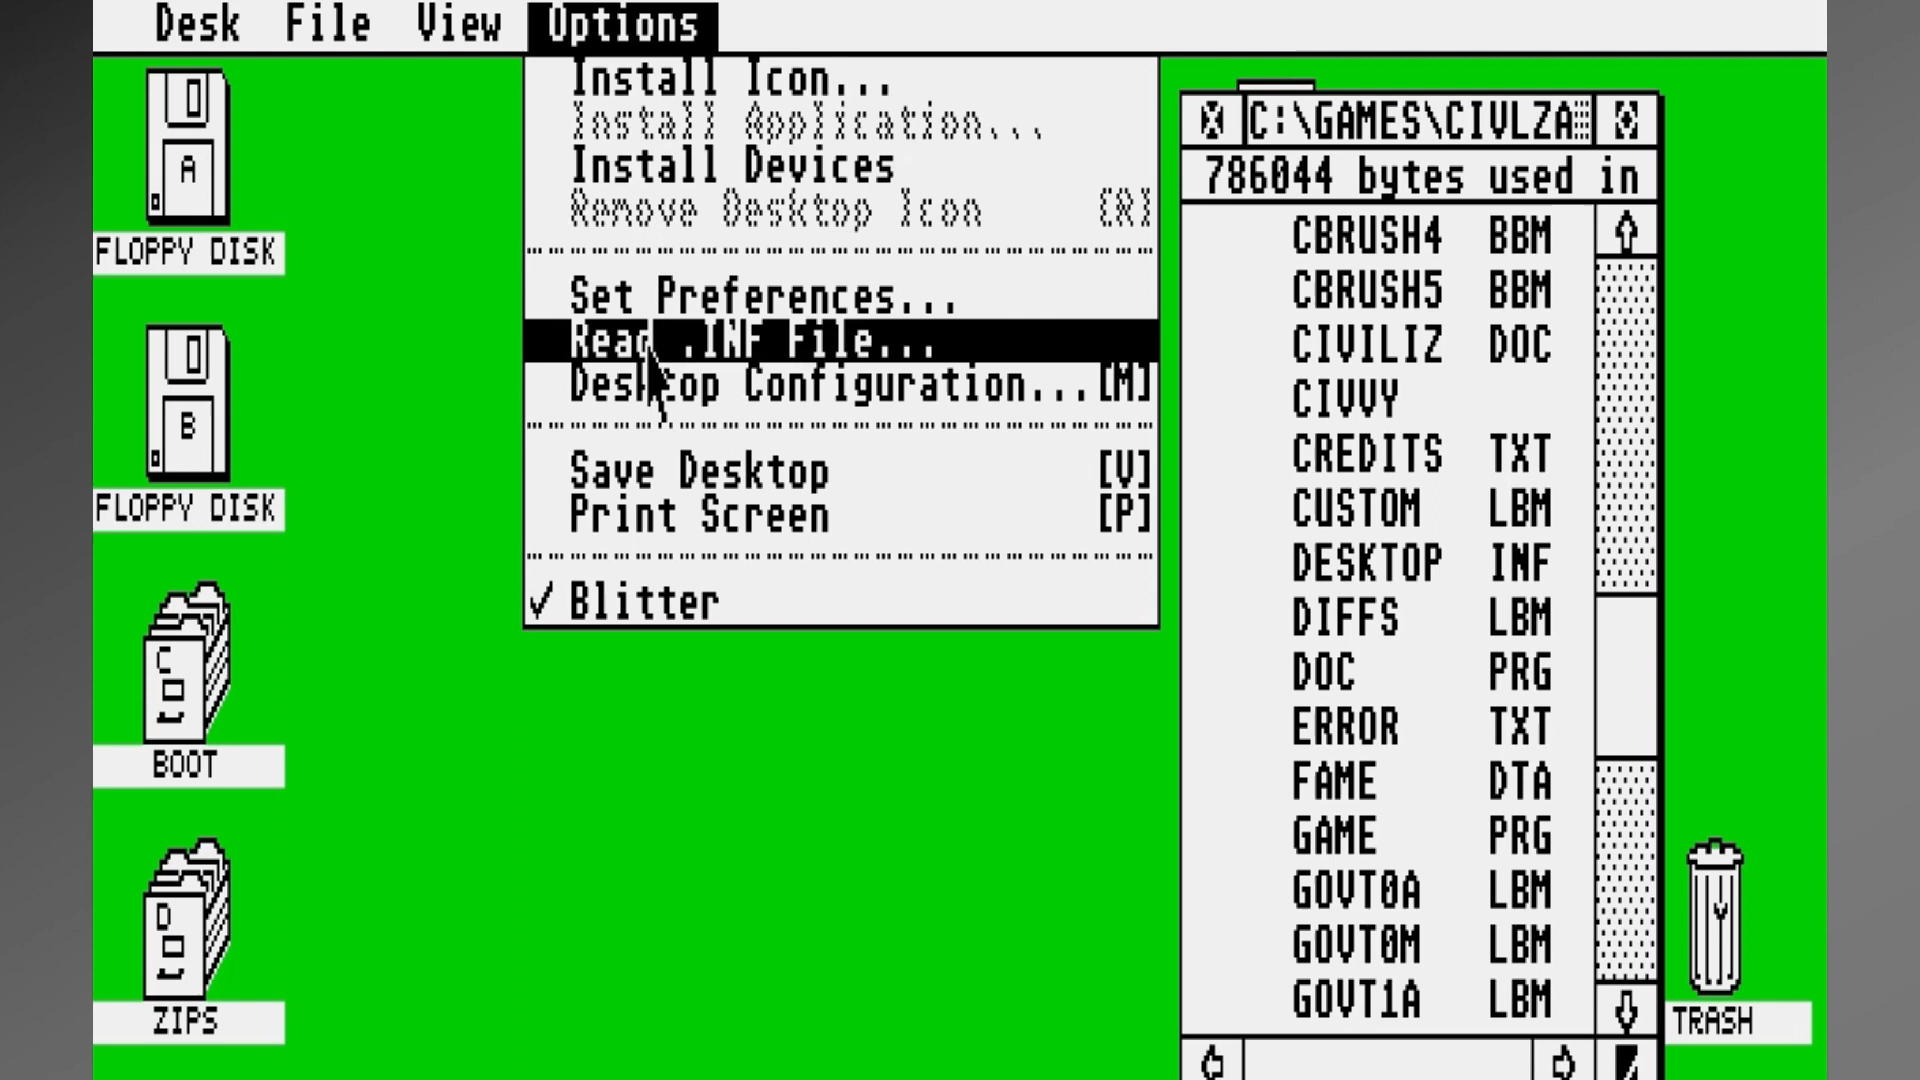 Desk File View Options
Install Icon...
Install Application...
Install Devices
Remove Desktop Icon [R]
Set Preferences...
Read .INF File...
Desktop Configuration...[M]
Save Desktop [V]
Print Screen [P]
✓ Blitter
A
FLOPPY DISK
B
FLOPPY DISK
C
BOOT
D
ZIPS
C:\GAMES\CIVLZA
786044 bytes used in
CBRUSH4 BBM
CBRUSH5 BBM
CIVILIZ DOC
CIVVY
CREDITS TXT
CUSTOM LBM
DESKTOP INF
DIFFS LBM
DOC PRG
ERROR TXT
FAME DTA
GAME PRG
GOVT0A LBM
GOVT0M LBM
GOVT1A LBM
TRASH